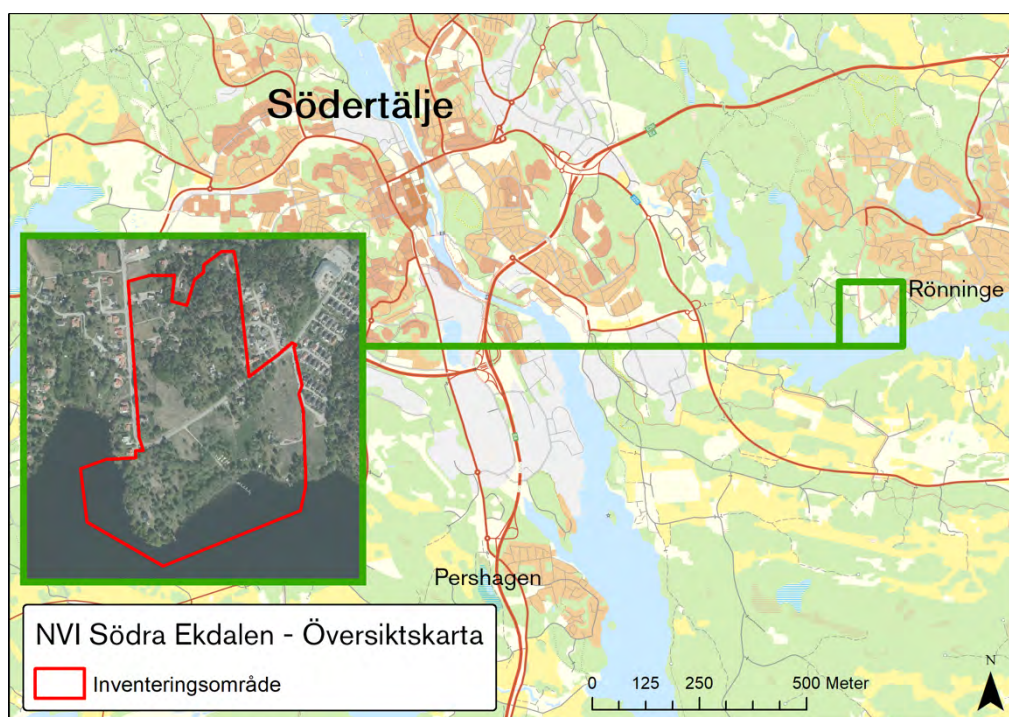 Södertälje
Rönninge
Pershagen
NVI Södra Ekdalen - Översiktskarta
Inventeringsområde
0 125 250 500 Meter
N